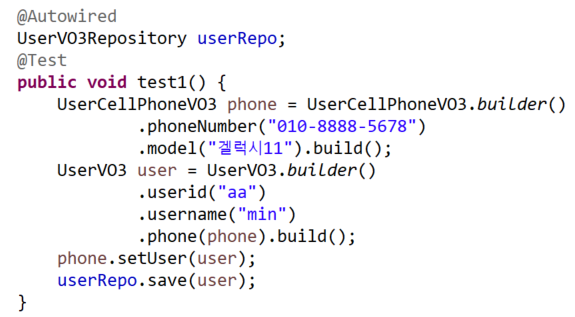 @Autowired
UserVO3Repository userRepo;
@Test
public void test1() {
UserCellPhoneVO3 phone = UserCellPhoneVO3.builder()
.phoneNumber("010-8888-5678")
.model("겔럭시11").build();
UserVO3 user = UserVO3.builder()
.userid("aa")
.username("min")
.phone(phone).build();
phone.setUser(user);
userRepo.save(user);
}